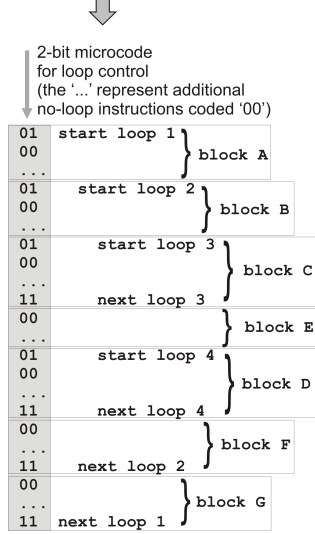 2-bit microcode
for loop control
(the '...' represent additional
no-loop instructions coded '00')
01 start loop 1
00 block A
...
01 start loop 2
00 block B
...
01 start loop 3
00 block C
...
11 next loop 3
00 block E
...
01 start loop 4
00 block D
...
11 next loop 4
00 block F
...
11 next loop 2
00 block G
...
11 next loop 1